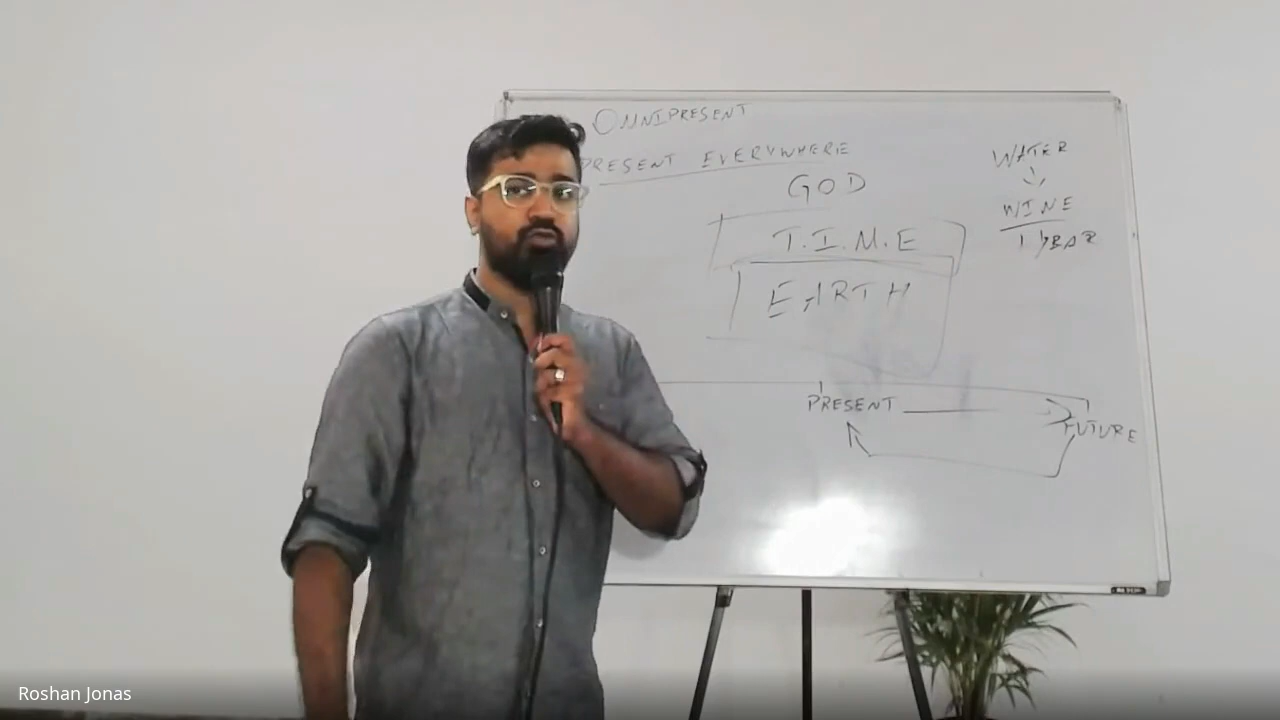 OMNIPRESENT
PRESENT EVERYWHERE
GOD
T.I.M.E
EARTH
WATER
WINE
1 YEAR
PRESENT
FUTURE
Roshan Jonas